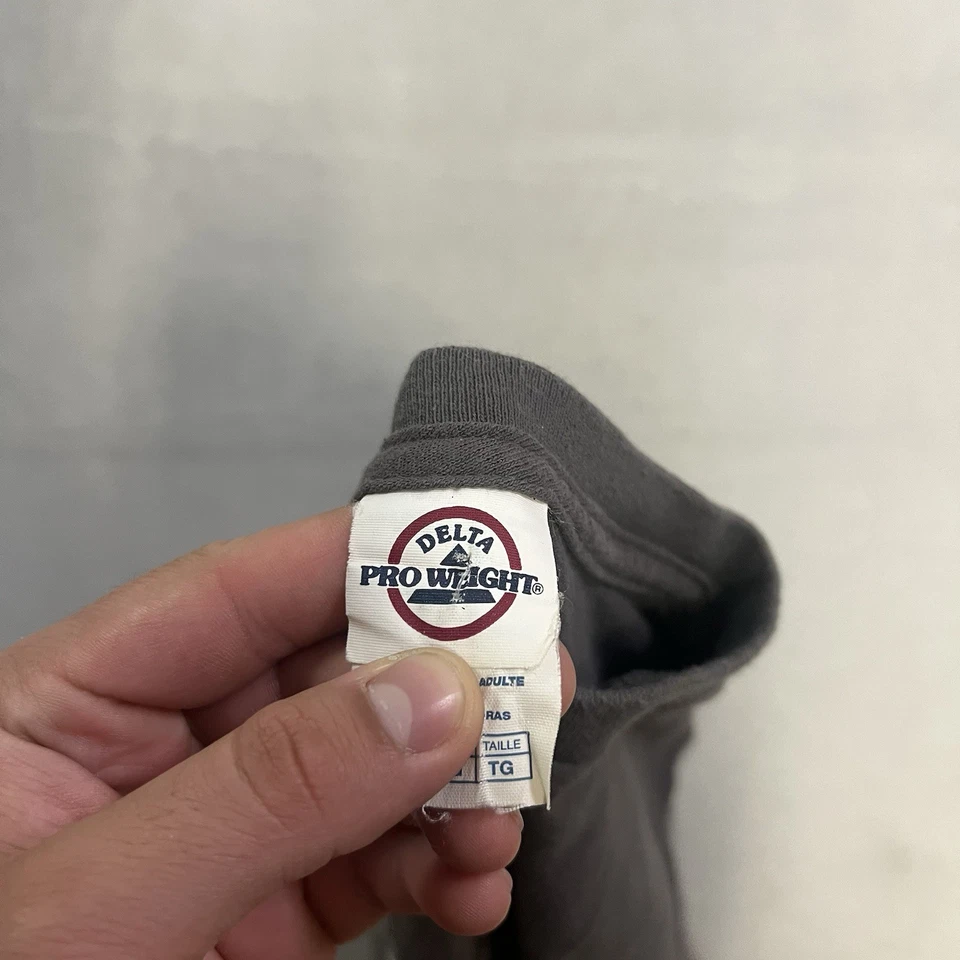 DELTA
PRO WEIGHT®
ADULTE
RAS
TAILLE
TG